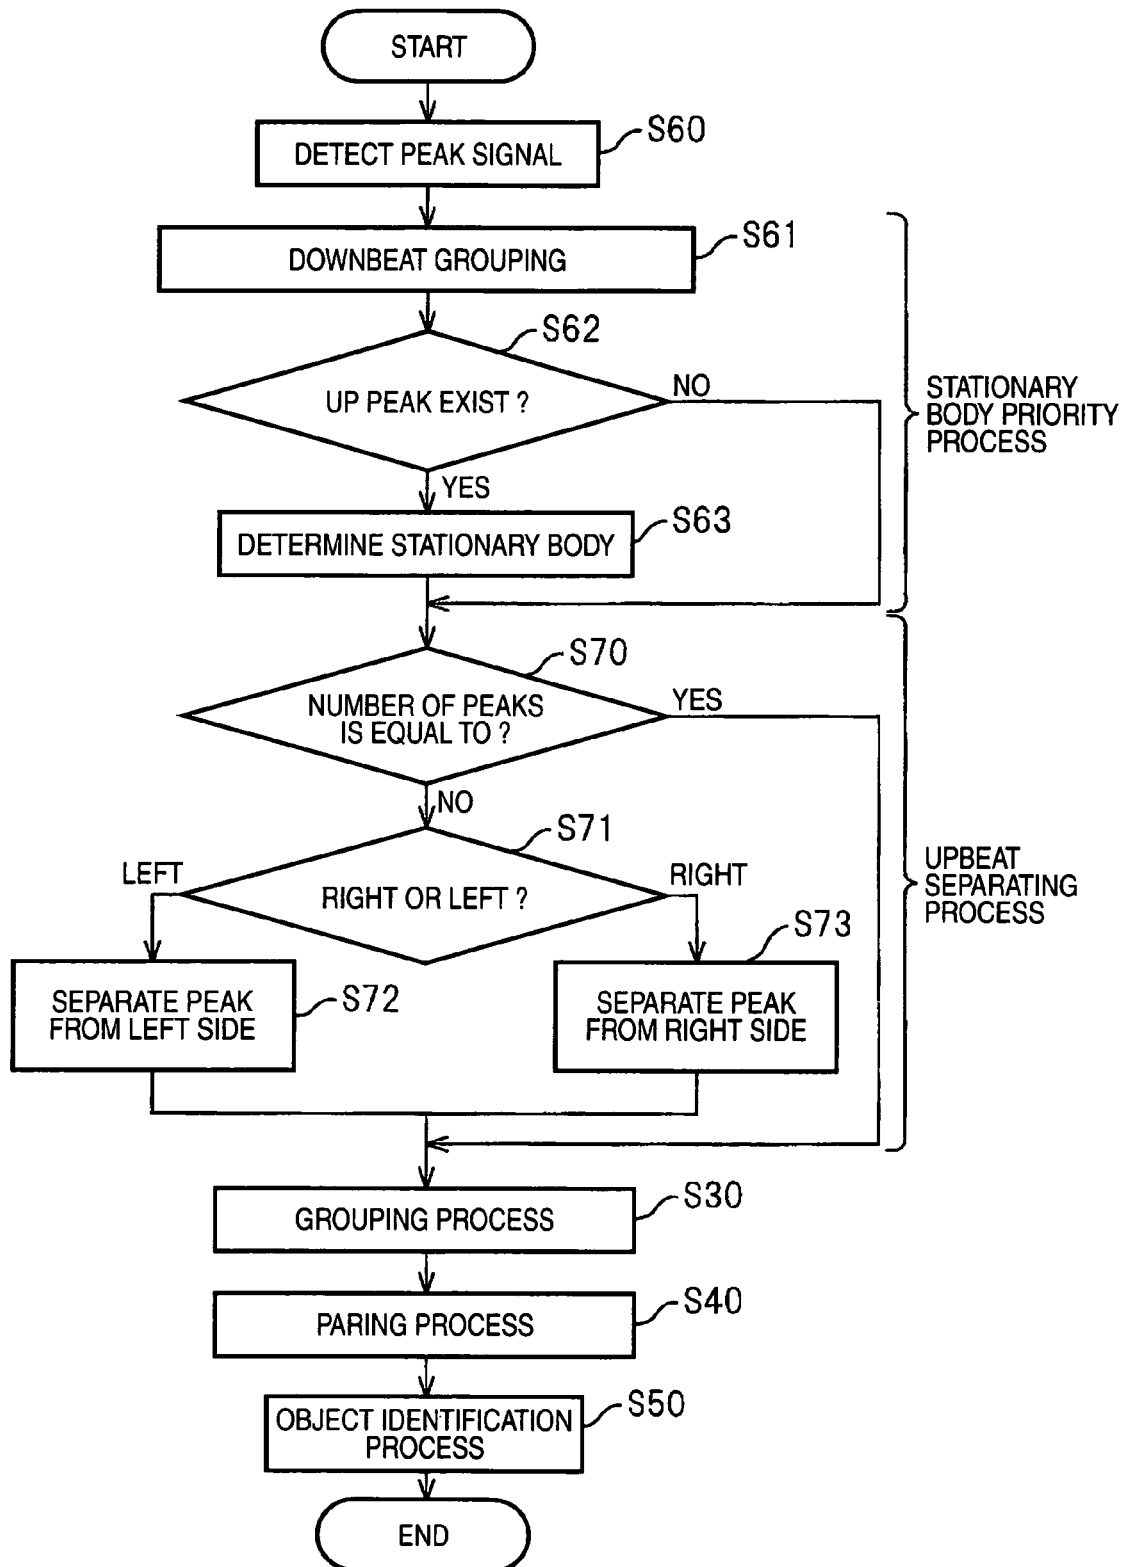 START
DETECT PEAK SIGNAL
S60
DOWNBEAT GROUPING
S61
UP PEAK EXIST ?
S62
NO
YES
DETERMINE STATIONARY BODY
S63
STATIONARY
BODY PRIORITY
PROCESS
NUMBER OF PEAKS
IS EQUAL TO ?
S70
YES
NO
RIGHT OR LEFT ?
S71
LEFT
RIGHT
SEPARATE PEAK
FROM LEFT SIDE
S72
SEPARATE PEAK
FROM RIGHT SIDE
S73
UPBEAT
SEPARATING
PROCESS
GROUPING PROCESS
S30
PARING PROCESS
S40
OBJECT IDENTIFICATION
PROCESS
S50
END